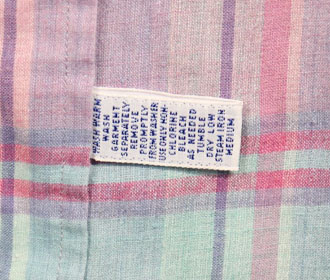 WASH WARM
WASH
GARMENT
SEPARATELY
REMOVE
PROMPTLY
FROM WASHER
USE ONLY NON-
CHLORINE
BLEACH
AS NEEDED
TUMBLE
DRY LOW
STEAM IRON
MEDIUM